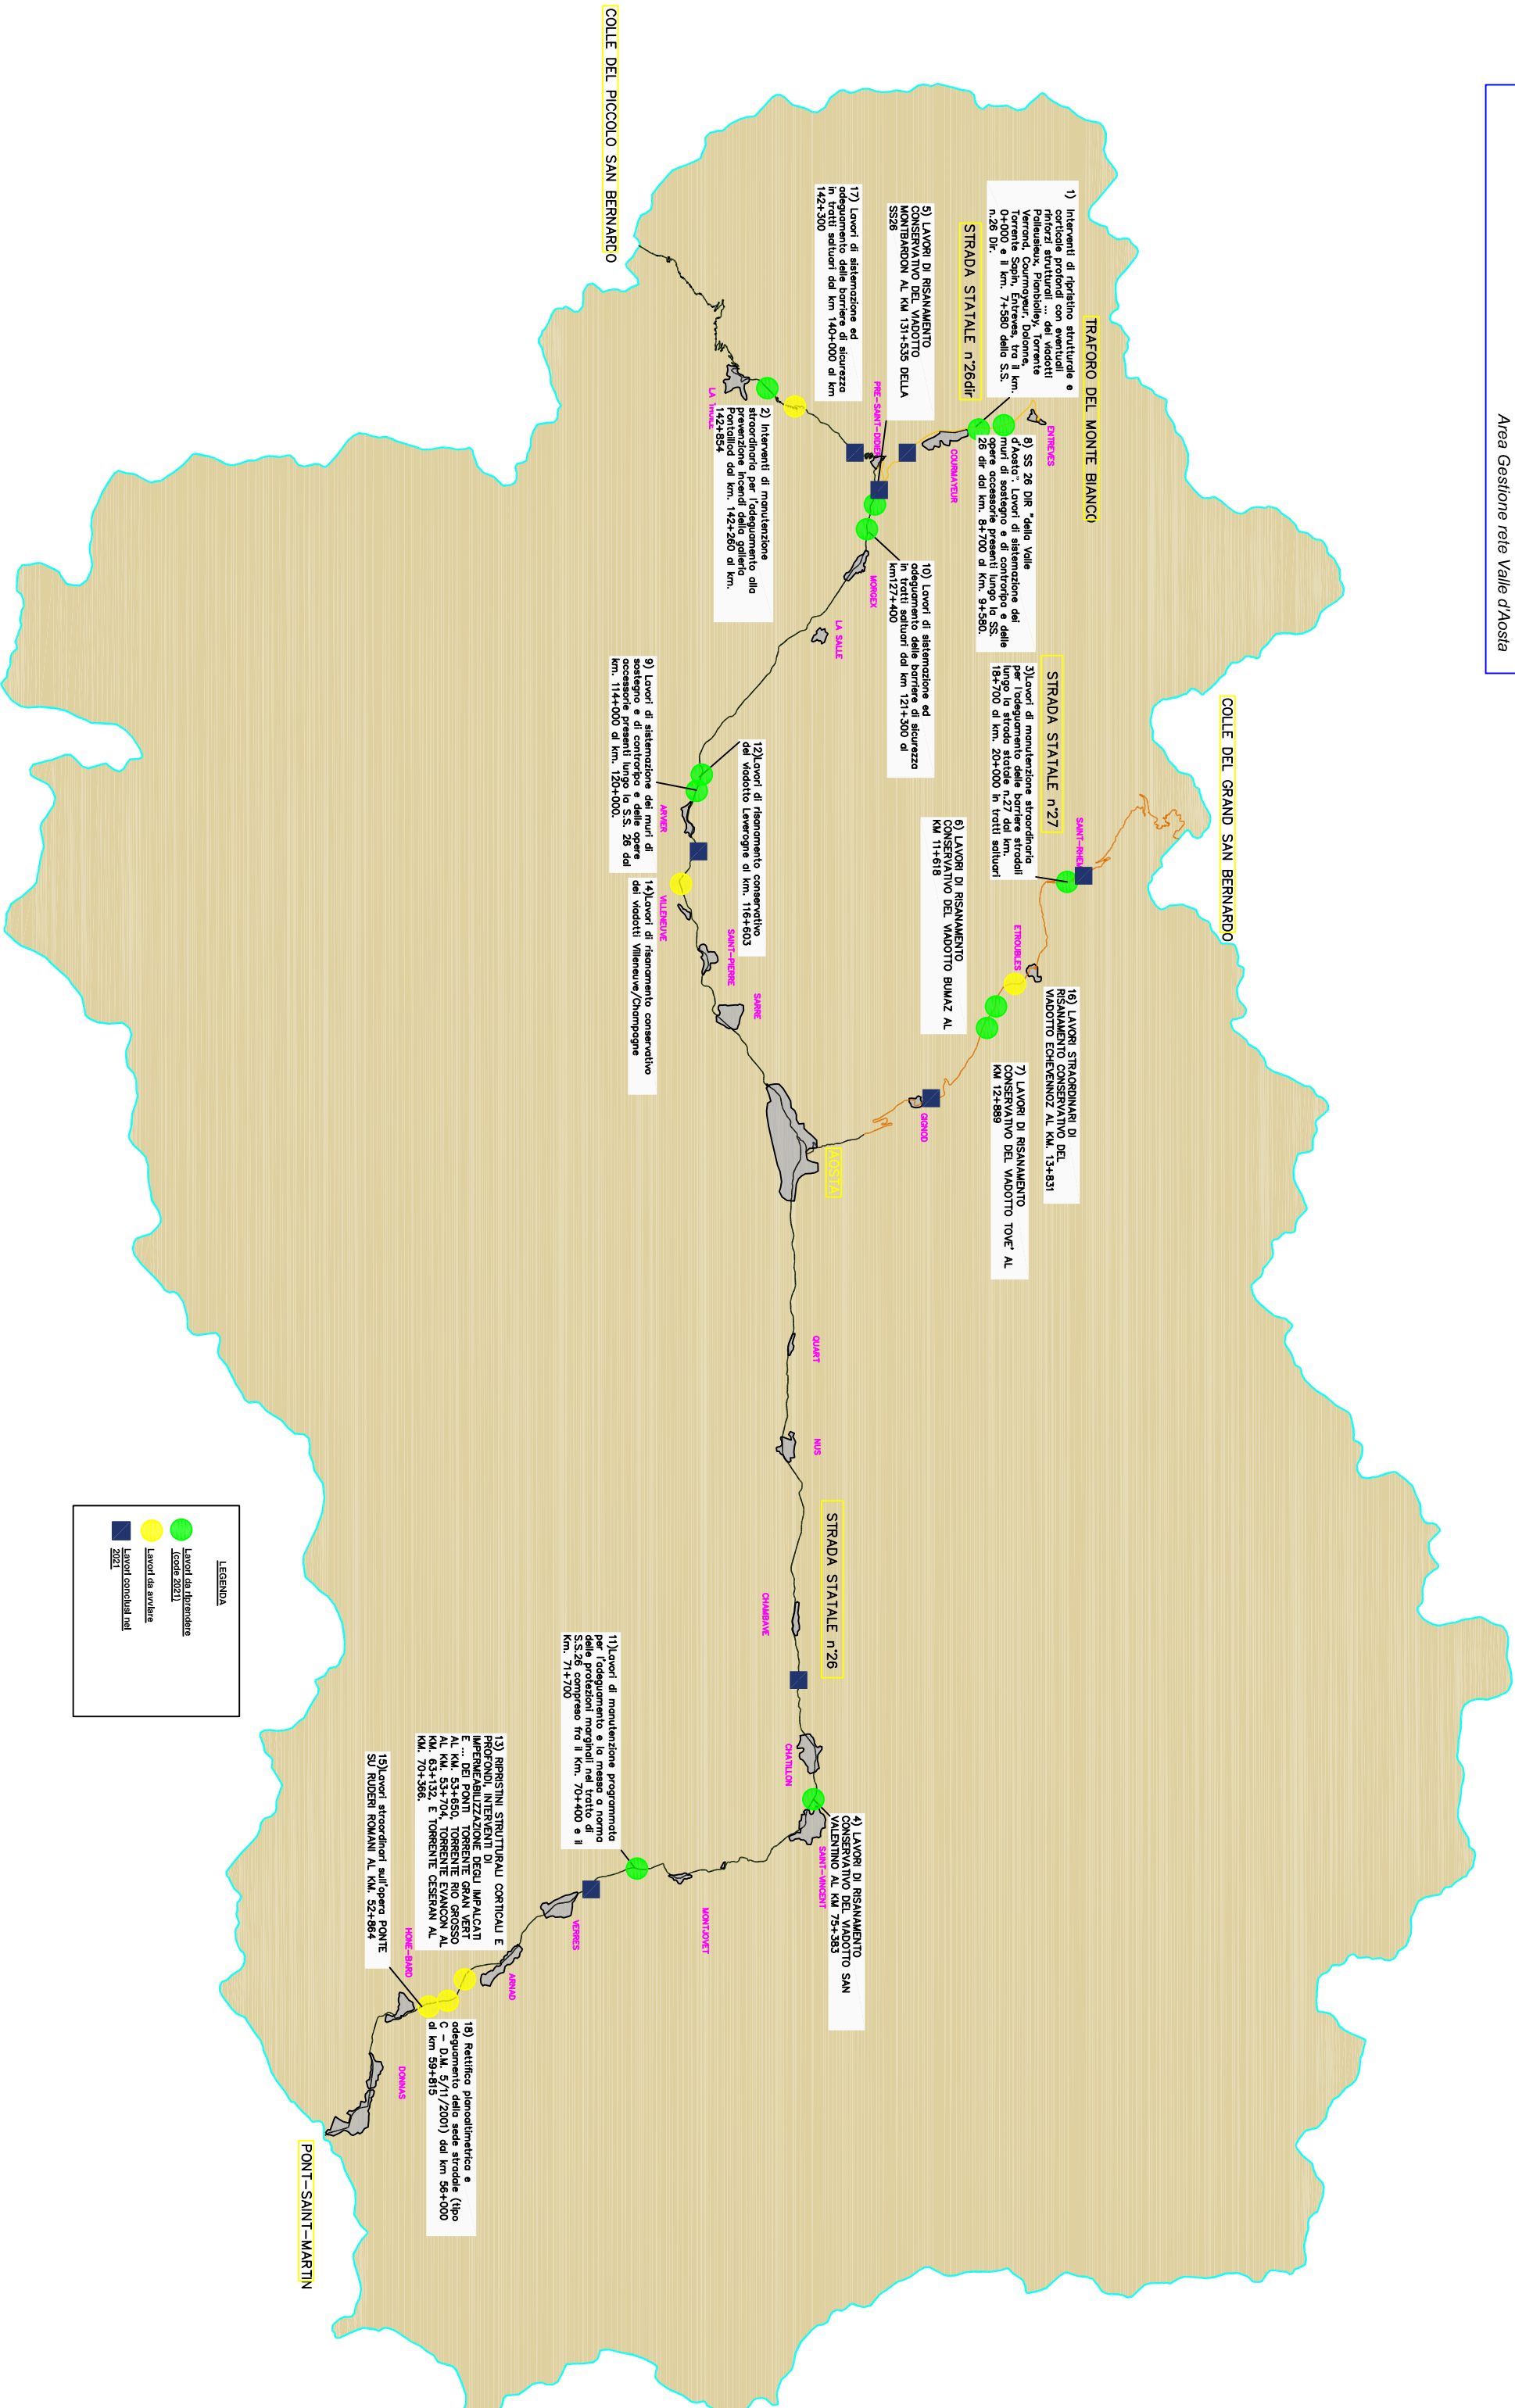 Area Gestione rete Valle d'Aosta
COLLE DEL GRAND SAN BERNARDO
TRAFORO DEL MONTE BIANCO
1) Interventi di ripristino strutturale e
corticale profondi con eventuali
rinforzi strutturali ... dei viadotti
Palleusieux, Planbiolley, Torrente
Verrand, Courmayeur, Dolonne,
Torrente Sapin, Entreves, tra il km.
0+000 e il km. 7+580 della S.S.
n.26 Dir.
STRADA STATALE n°26dir
ENTREVES
8) SS 26 DIR "della Valle
d'Aosta". Lavori di sistemazione dei
muri di sostegno e di controripa e delle
opere accessorie presenti lungo la SS.
26 dir dal km. 8+700 al Km. 9+580.
COURMAYEUR
5) LAVORI DI RISANAMENTO
CONSERVATIVO DEL VIADOTTO
MONTBARDON AL KM 131+535 DELLA
SS26
PRE-SAINT-DIDIER
17) Lavori di sistemazione ed
adeguamento delle barriere di sicurezza
in tratti saltuari dal km 140+000 al km
142+300
COLLE DEL PICCOLO SAN BERNARDO
LA
2) Interventi di manutenzione
straordinaria per l'adeguamento alla
prevenzione incendi della galleria
Pontaillod dal km. 142+260 al km.
142+854
10) Lavori di sistemazione ed
adeguamento delle barriere di sicurezza
in tratti saltuari dal km 121+300 al
km127+400
MORGEX
LA SALLE
STRADA STATALE n°27
3)Lavori di manutenzione straordinaria
per l'adeguamento delle barriere stradali
lungo la strada statale n.27 dal km.
18+700 al km. 20+000 in tratti saltuari
SAINT-RHEM
ETROUBLES
16) LAVORI STRAORDINARI DI
RISANAMENTO CONSERVATIVO DEL
VIADOTTO ECHEVENNOZ AL KM. 13+831
6) LAVORI DI RISANAMENTO
CONSERVATIVO DEL VIADOTTO BUMAZ AL
KM 11+618
7) LAVORI DI RISANAMENTO
CONSERVATIVO DEL VIADOTTO TOVE' AL
KM 12+889
GIGNOD
12)Lavori di risanamento conservativo
del viadotto Leverogne al km. 116+603
9) Lavori di sistemazione dei muri di
sostegno e di controripa e delle opere
accessorie presenti lungo la S.S. 26 dal
km. 114+000 al km. 120+000.
ARVIER
VILLENEUVE
14)Lavori di risanamento conservativo
dei viadotti Villeneuve/Champagne
SAINT-PIERRE
SARRE
AOSTA
QUART
NUS
STRADA STATALE n°26
CHAMBAVE
CHATILLON
4) LAVORI DI RISANAMENTO
CONSERVATIVO DEL VIADOTTO SAN
VALENTINO AL KM 75+383
SAINT-VINCENT
11)Lavori di manutenzione programmata
per l'adeguamento e la messa a norma
delle protezioni marginali nel tratto di
S.S.26 compreso fra il Km. 70+400 e il
Km. 71+700
MONTJOVET
VERRES
13) RIPRISTINI STRUTTURALI CORTICALI E
PROFONDI, INTERVENTI DI
IMPERMEABILIZZAZIONE DEGLI IMPALCATI
E ... DEI PONTI TORRENTE GRAN VERT
AL KM. 53+650, TORRENTE RIO GROSSO
AL KM. 53+704, TORRENTE EVANCON AL
KM. 63+132, E TORRENTE CESERAN AL
KM. 70+366.
ARNAD
15)Lavori straordinari sull'opera PONTE
SU RUDERI ROMANI AL KM. 52+864
HONE-BARD
18) Rettifica planoaltimetrica e
adeguamento della sede stradale (tipo
C - D.M. 5/11/2001) dal km 56+000
al km 59+815
DONNAS
PONT-SAINT-MARTIN
LEGENDA
Lavori da riprendere
(code 2021)
Lavori da avviare
Lavori conclusi nel
2021